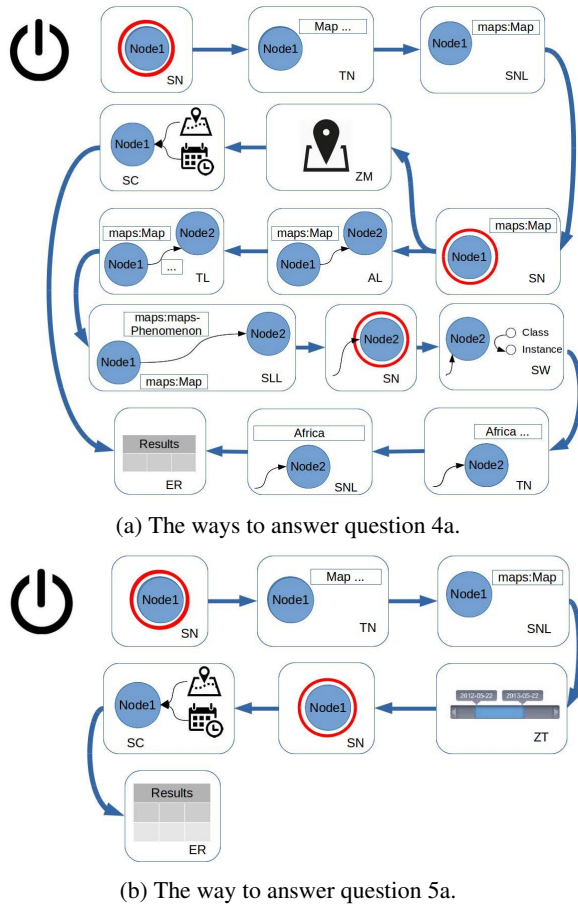 Node1
SN
Map ...
Node1
TN
maps:Map
Node1
SNL
Node1
SC
ZM
maps:Map
Node1
SN
maps:Map
Node2
Node1
...
TL
maps:Map
Node2
Node1
AL
maps:maps-
Phenomenon
Node2
Node1
maps:Map
SLL
Node2
SN
Node2
Class
Instance
SW
Results
ER
Africa
Node2
SNL
Africa ...
Node2
TN
(a) The ways to answer question 4a.
Node1
SN
Map ...
Node1
TN
maps:Map
Node1
SNL
Node1
SC
Node1
SN
2012-05-22
2013-05-22
ZT
Results
ER
(b) The way to answer question 5a.